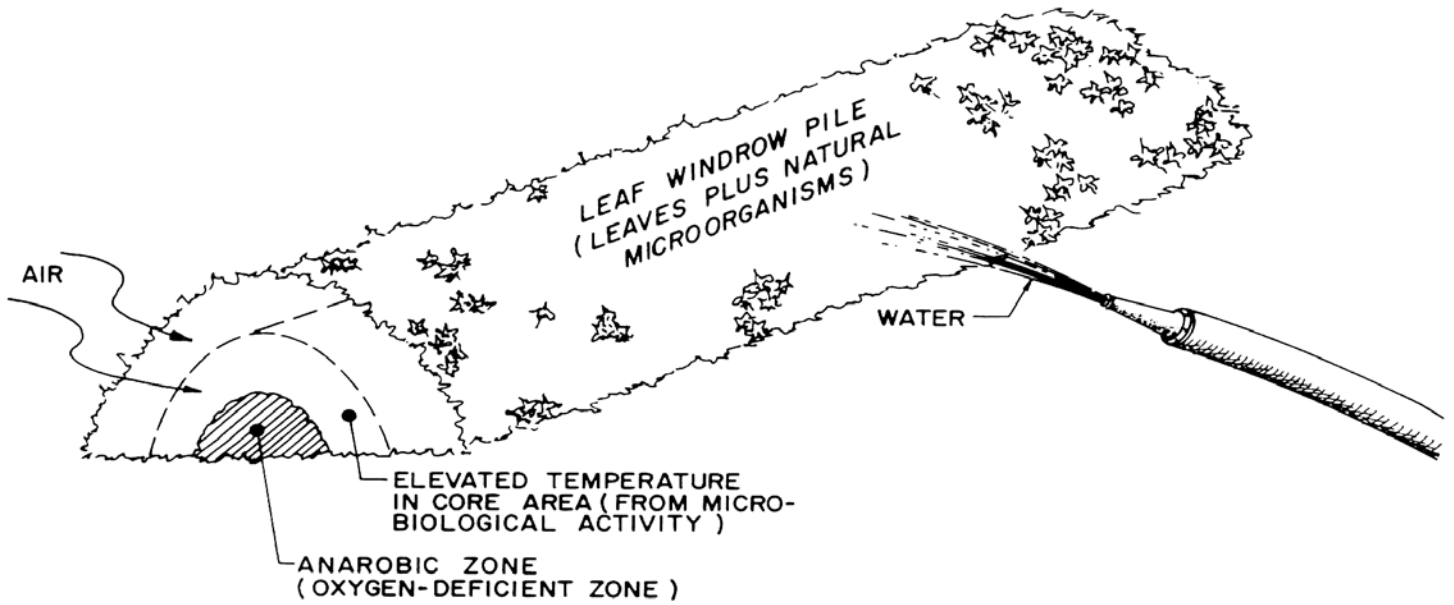 LEAF WINDROW PILE
(LEAVES PLUS NATURAL
MICROORGANISMS)
AIR
WATER
ELEVATED TEMPERATURE
IN CORE AREA (FROM MICRO-
BIOLOGICAL ACTIVITY)
ANAROBIC ZONE
(OXYGEN-DEFICIENT ZONE)